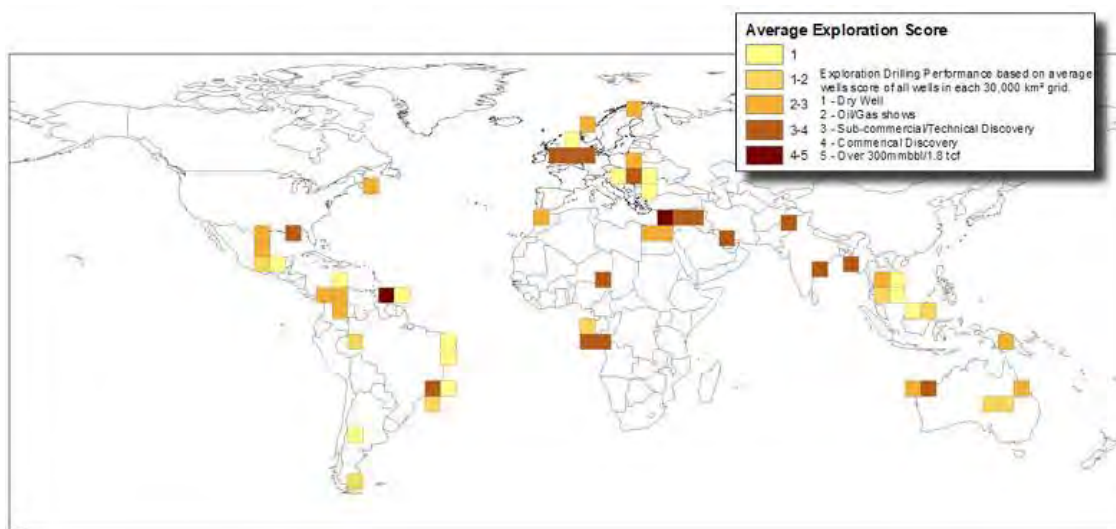 Average Exploration Score
1
1-2
2-3
3-4
4-5
Exploration Drilling Performance based on average
wells score of all wells in each 30,000 km² grid.
1 - Dry Well
2 - Oil/Gas shows
3 - Sub-commercial/Technical Discovery
4 - Commerical Discovery
5 - Over 300mmbbl/1.8 tcf